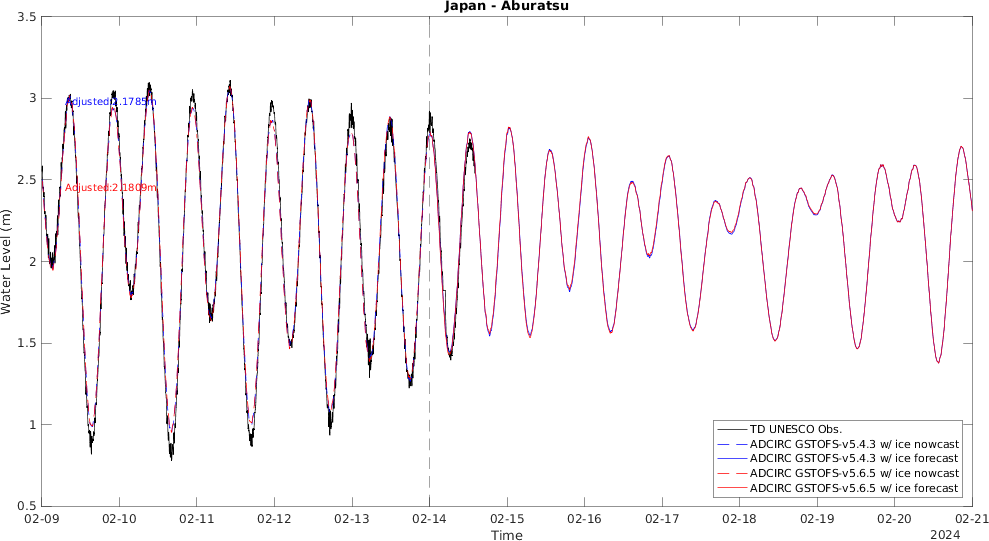 Japan - Aburatsu
3.5
3
2.5
2
1.5
1
0.5
Water Level (m)
Adjusted:2.1785m
Adjusted:2.1809m
TD UNESCO Obs.
ADCIRC GSTOFS-v5.4.3 w/ ice nowcast
ADCIRC GSTOFS-v5.4.3 w/ ice forecast
ADCIRC GSTOFS-v5.6.5 w/ ice nowcast
ADCIRC GSTOFS-v5.6.5 w/ ice forecast
02-09 02-10 02-11 02-12 02-13 02-14 02-15 02-16 02-17 02-18 02-19 02-20 02-21
Time
2024